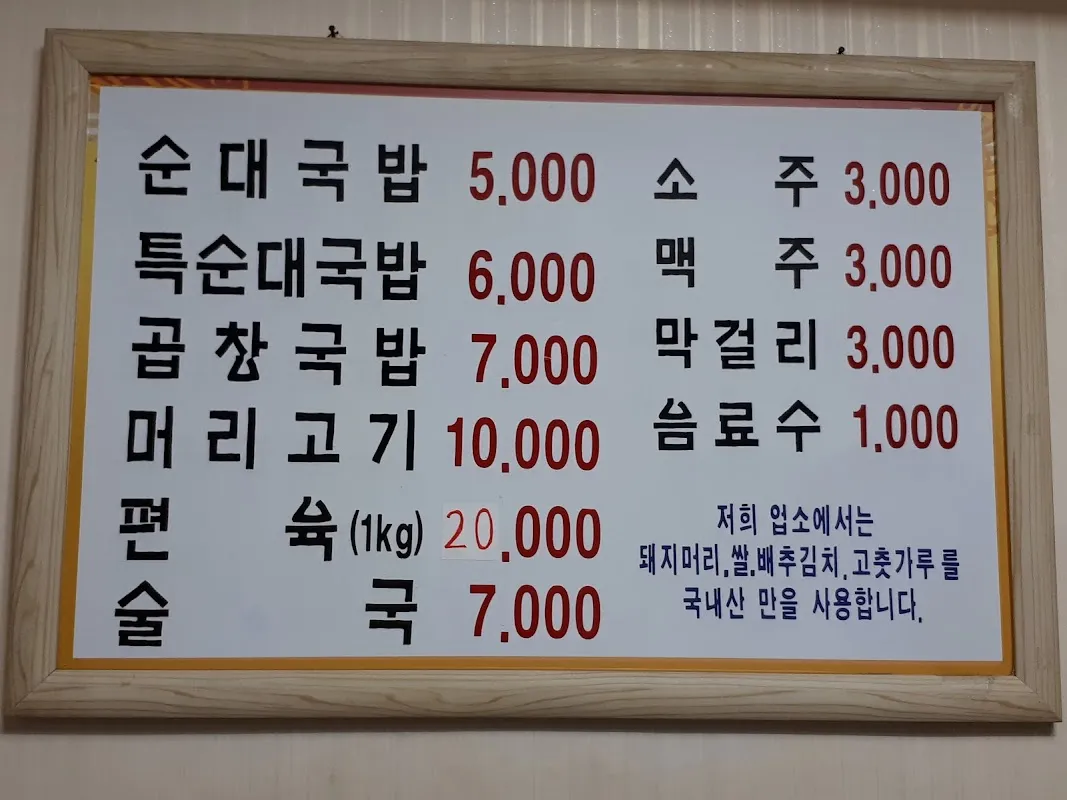 순대국밥 5.000
특순대국밥 6.000
곱창국밥 7.000
머리고기 10.000
편육(1kg) 20.000
술국 7.000
소주 3.000
맥주 3.000
막걸리 3.000
음료수 1.000
저희 업소에서는
돼지머리.쌀.배추김치.고춧가루를
국내산 만을 사용합니다.